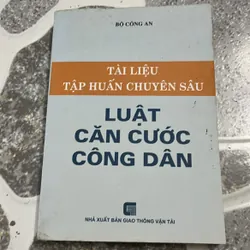 BỘ CÔNG AN
TÀI LIỆU
TẬP HUẤN CHUYÊN SÂU
LUẬT
CĂN CƯỚC
CÔNG DÂN
NHÀ XUẤT BẢN GIAO THÔNG VẬN TẢI